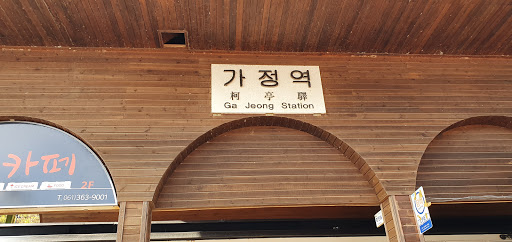 가정역
柯亭驛
Ga Jeong Station
카페
2F
T.061)363-9001